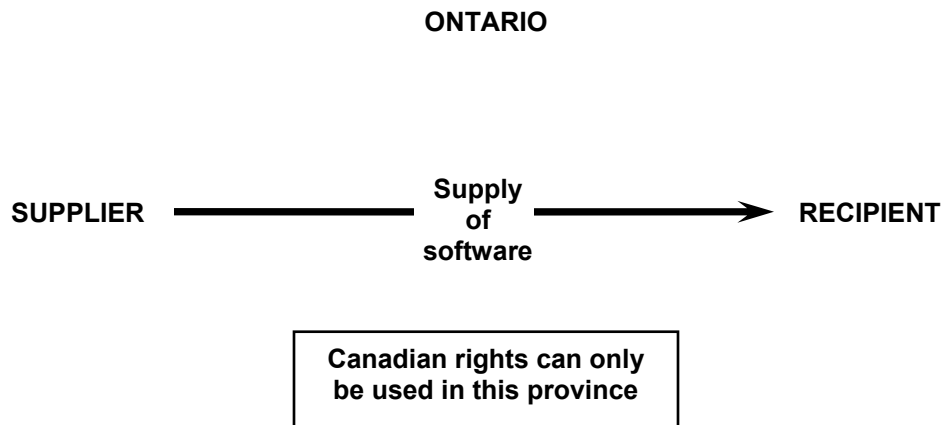 ONTARIO
Supply
SUPPLIER of RECIPIENT
software
Canadian rights can only
be used in this province